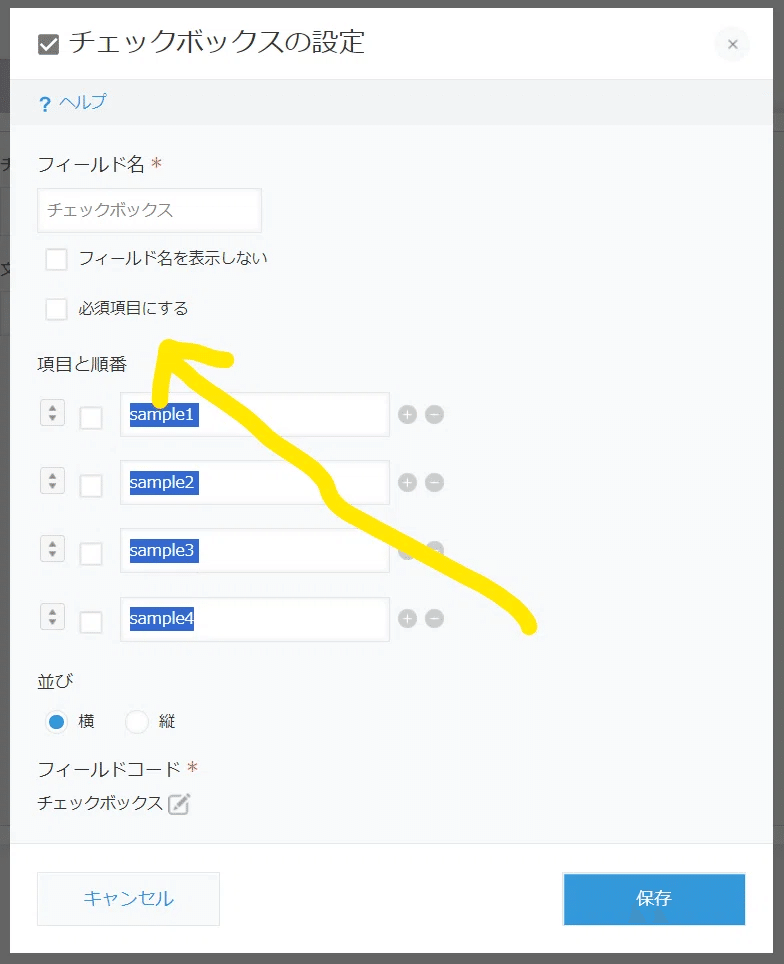 チェックボックスの設定
? ヘルプ
フィールド名 *
チェックボックス
フィールド名を表示しない
必須項目にする
項目と順番
sample1
sample2
sample3
sample4
並び
横 縦
フィールドコード *
チェックボックス
キャンセル 保存